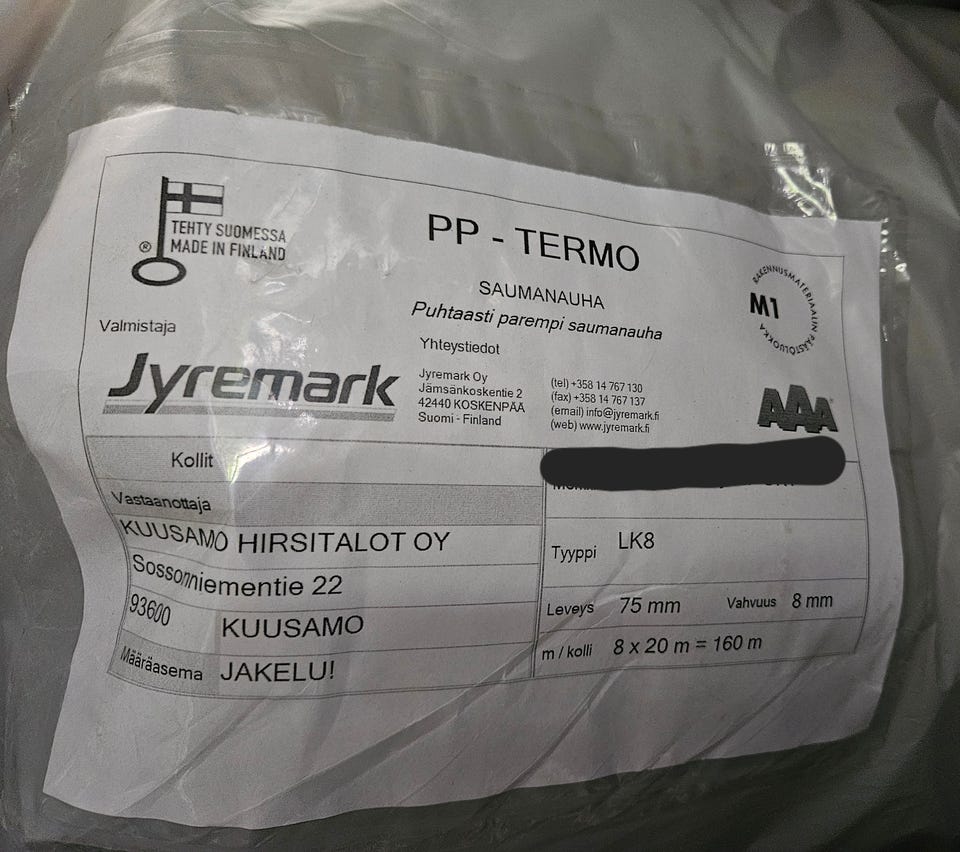 TEHTY SUOMESSA
MADE IN FINLAND
®
PP - TERMO
SAUMANAUHA
Puhtaasti parempi saumanauha
M1
RAKENNUSMATERIAALIN PÄÄSTÖLUOKKA
Valmistaja
Jyremark
Yhteystiedot
Jyremark Oy
Jämsänkoskentie 2
42440 KOSKENPÄÄ
Suomi - Finland
(tel) +358 14 767 130
(fax) +358 14 767 137
(email) info@jyremark.fi
(web) www.jyremark.fi
AAA
Kollit
Vastaanottaja
KUUSAMO HIRSITALOT OY
Sossonniementie 22
93600 KUUSAMO
Määräasema JAKELU!
Tyyppi LK8
Leveys 75 mm Vahvuus 8 mm
m / kolli 8 x 20 m = 160 m